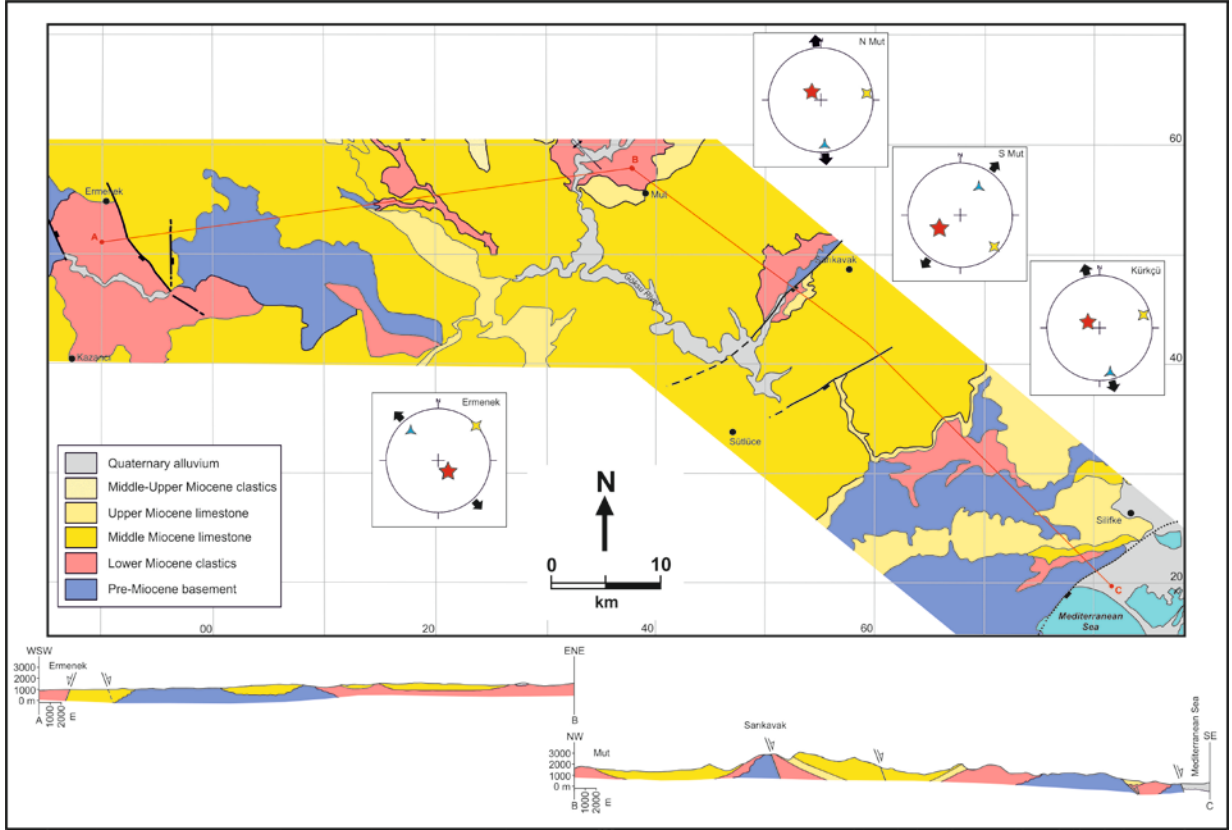 N Mut
N
S Mut
N
Kürkçü
N
60
Ermenek
A
B
Mut
Sarıkavak
Göksu River
Kazancı
40
Ermenek
N
Sütlüce
Silifke
20
C
Mediterranean
Sea
N
0 10
km
00 20 40 60
Quaternary alluvium
Middle-Upper Miocene clastics
Upper Miocene limestone
Middle Miocene limestone
Lower Miocene clastics
Pre-Miocene basement
WSW
Ermenek
ENE
3000
2000
1000
0 m
A
1000
2000
m
B
NW
Mut
Sarıkavak
Mediterranean Sea
SE
3000
2000
1000
0 m
B
1000
2000
m
C